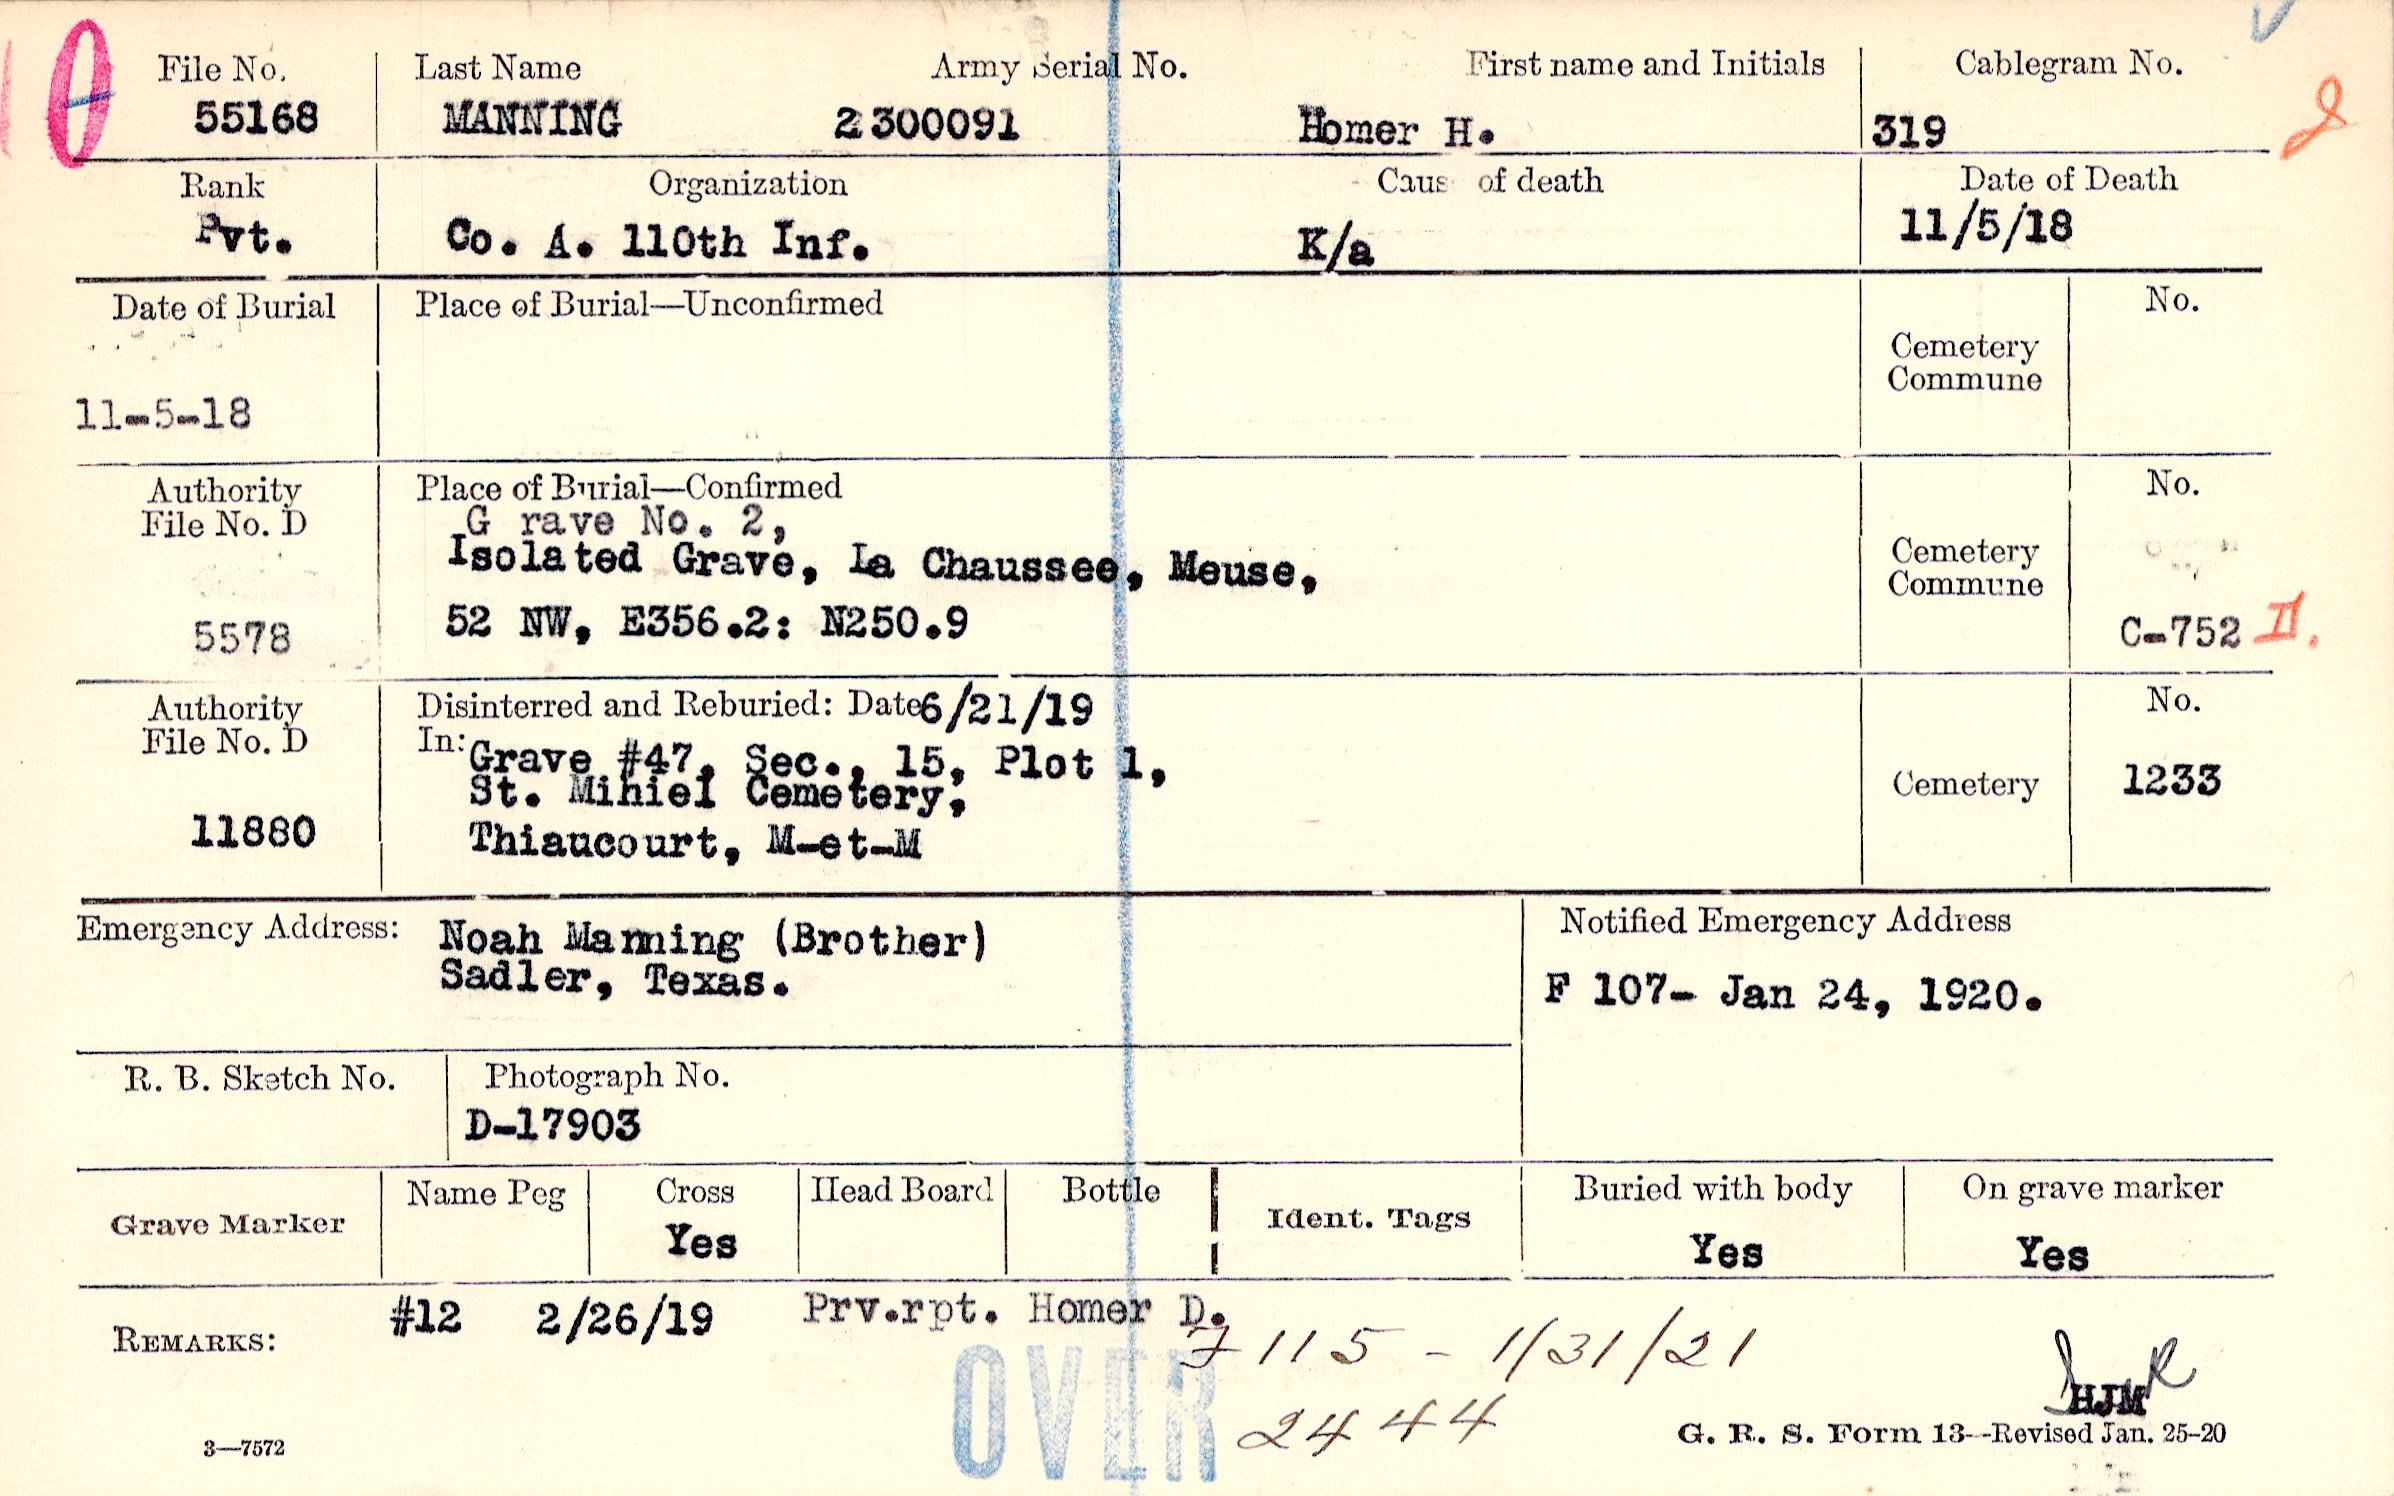 File No. Last Name Army Serial No. First name and Initials Cablegram No.
55168 MANNING 2300091 Homer H. 319
Rank Organization Cause of death Date of Death
Pvt. Co. A. 110th Inf. K/a 11/5/18
Date of Burial Place of Burial—Unconfirmed No.
Cemetery
Commune
11-5-18
Authority Place of Burial—Confirmed No.
File No. D G rave No. 2,
Isolated Grave, La Chaussee, Meuse, Cemetery
Commune
5578 52 NW, E356.2: N250.9 C-752 II.
Authority Disinterred and Reburied: Date 6/21/19 No.
File No. D In: Grave #47, Sec., 15, Plot 1,
St. Mihiel Cemetery, Cemetery 1233
11880 Thiaucourt, M-et-M
Emergency Address: Noah Manning (Brother) Notified Emergency Address
Sadler, Texas. F 107- Jan 24, 1920.
R. B. Sketch No. Photograph No.
D-17903
Grave Marker Name Peg Cross Head Board Bottle Ident. Tags Buried with body On grave marker
Yes Yes Yes
REMARKS: #12 2/26/19 Prv.rpt. Homer D.
7 115 - 1/31/21
OVER 2444 HJM
3—7572 G. R. S. Form 13--Revised Jan. 25-20